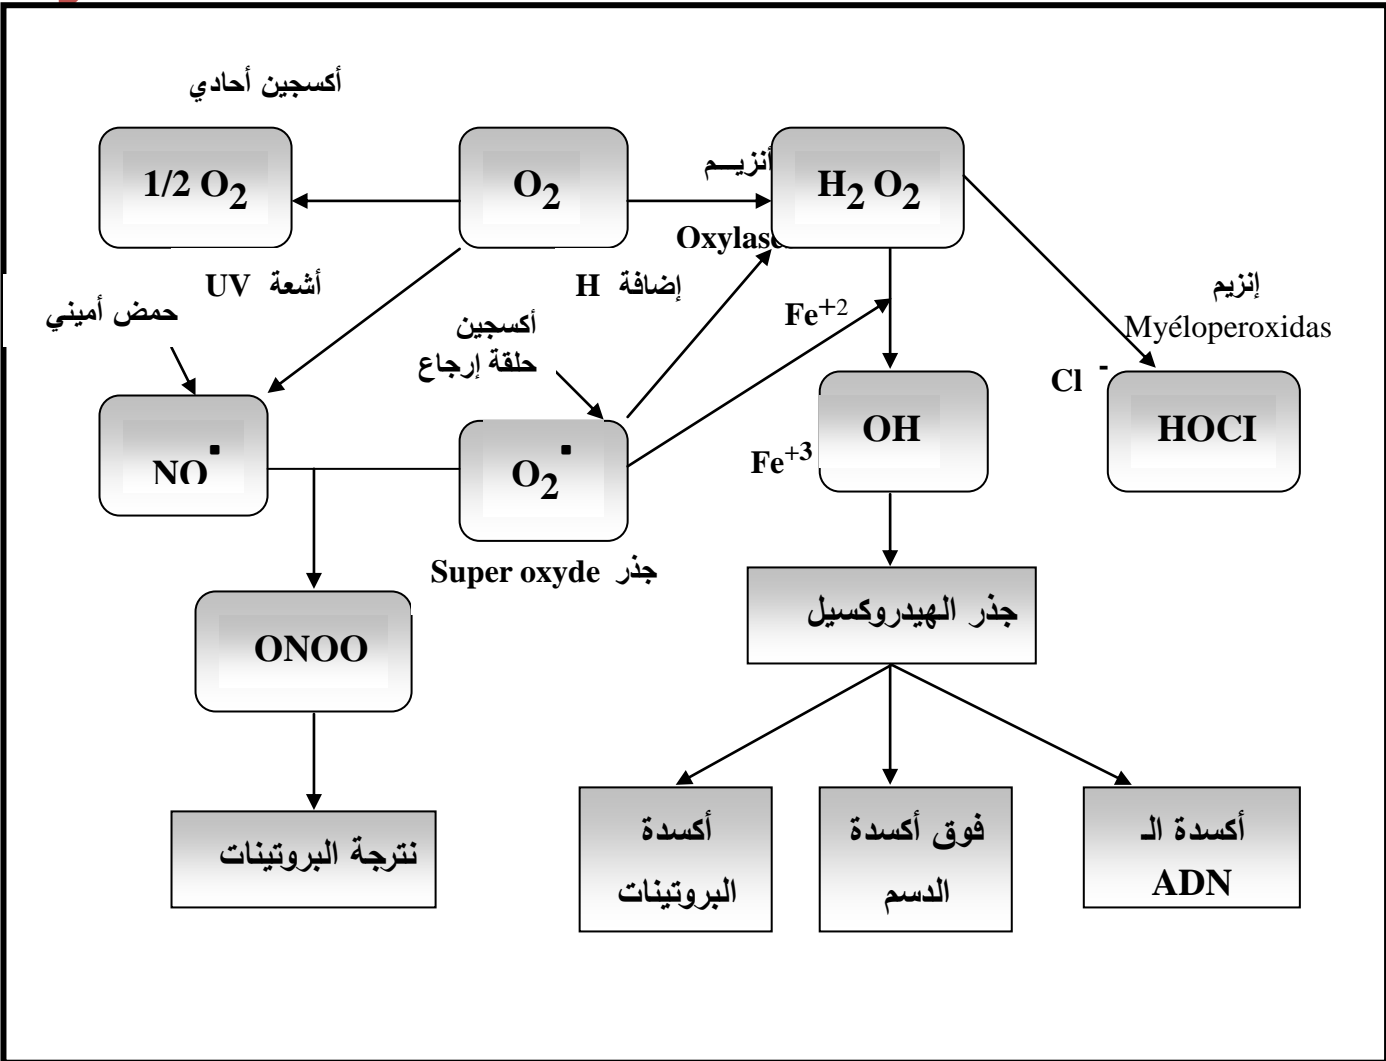 أكسجين أحادي
1/2 O2
O2
أنزيـــم
H2 O2
Oxylase
أشعة UV
إضافة H
إنزيم
Myéloperoxidas
حمض أميني
أكسجين
حلقة إرجاع
Fe+2
Cl -
NO▪
O2▪
OH
Fe+3
HOCI
جذر Super oxyde
جذر الهيدروكسيل
ONOO
نترجة البروتينات
أكسدة
البروتينات
فوق أكسدة
الدسم
أكسدة الـ
ADN